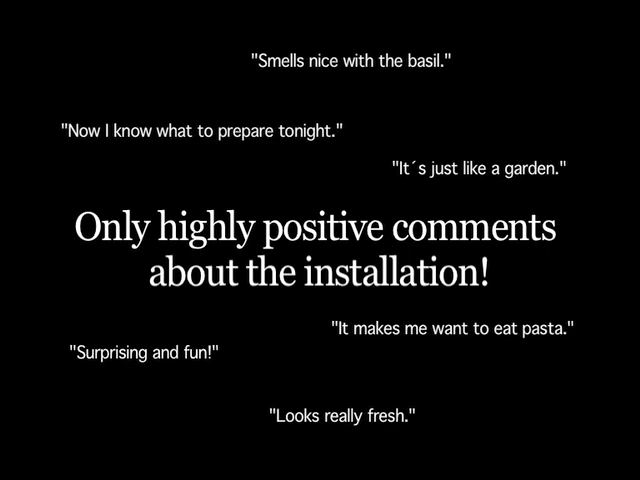 "Smells nice with the basil."
"Now I know what to prepare tonight."
"It´s just like a garden."
Only highly positive comments
about the installation!
"It makes me want to eat pasta."
"Surprising and fun!"
"Looks really fresh."